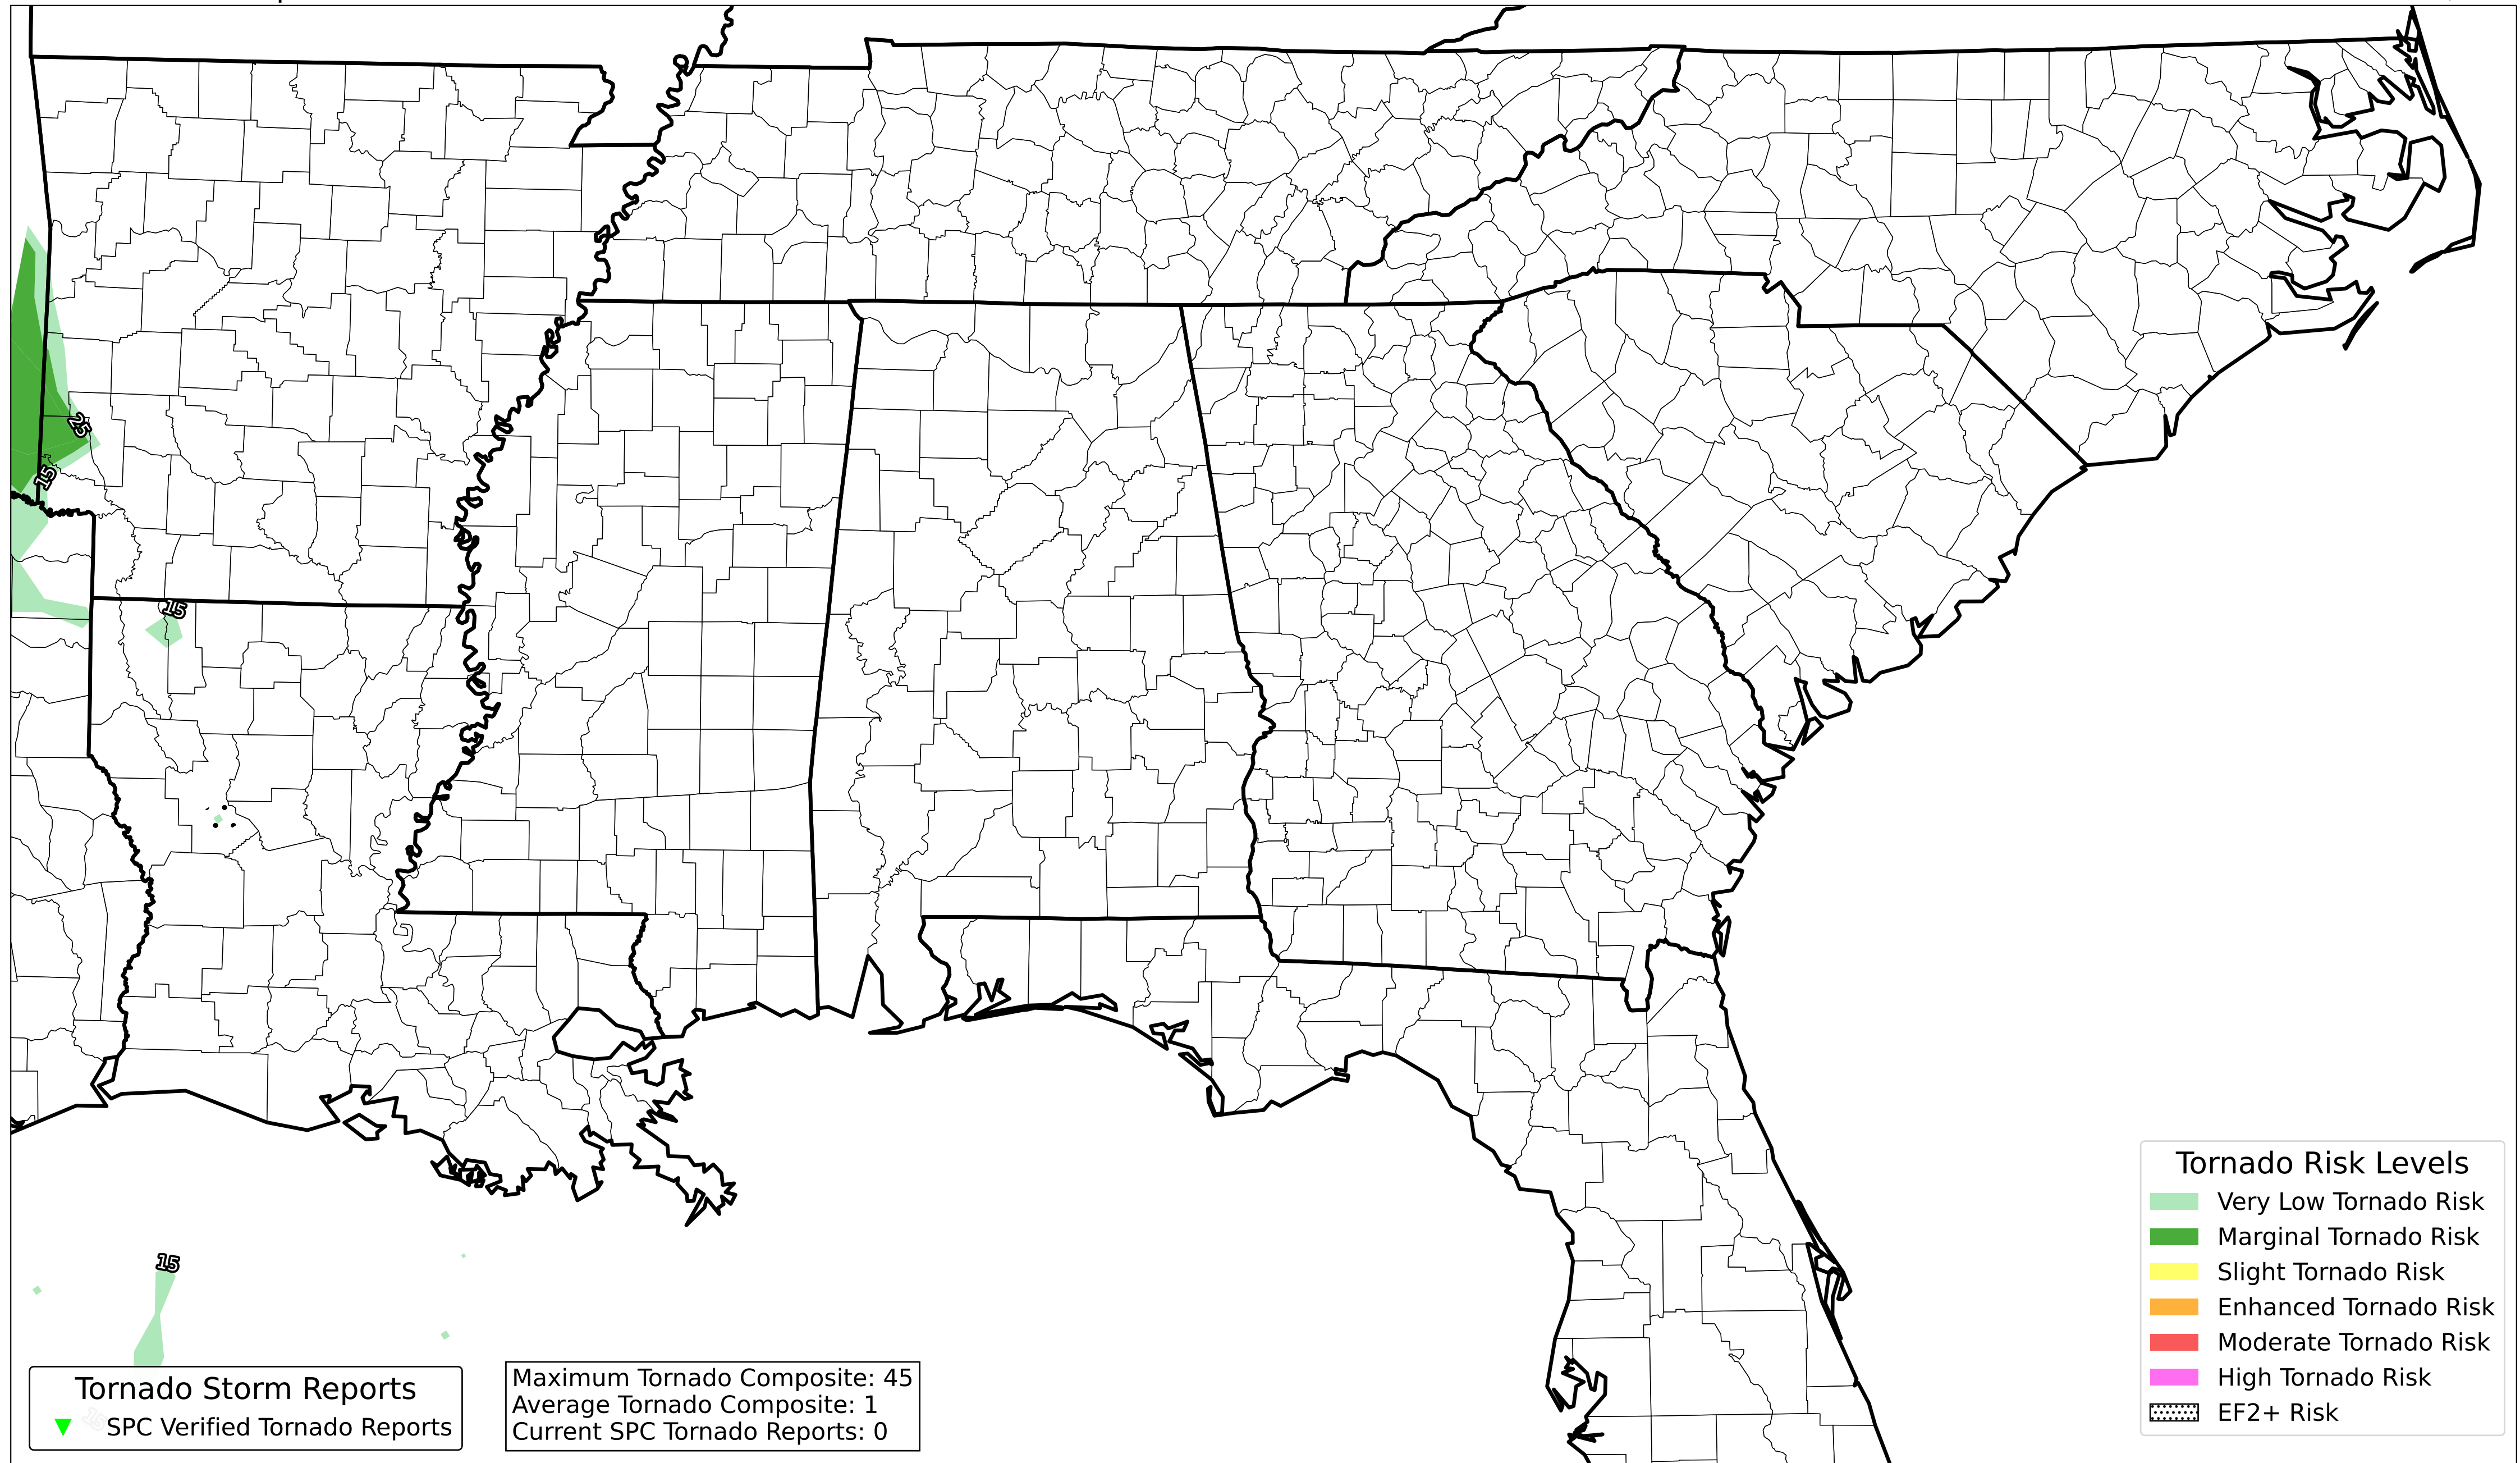 25
15
15
15
Tornado Storm Reports
SPC Verified Tornado Reports
Maximum Tornado Composite: 45
Average Tornado Composite: 1
Current SPC Tornado Reports: 0
Tornado Risk Levels
Very Low Tornado Risk
Marginal Tornado Risk
Slight Tornado Risk
Enhanced Tornado Risk
Moderate Tornado Risk
High Tornado Risk
EF2+ Risk